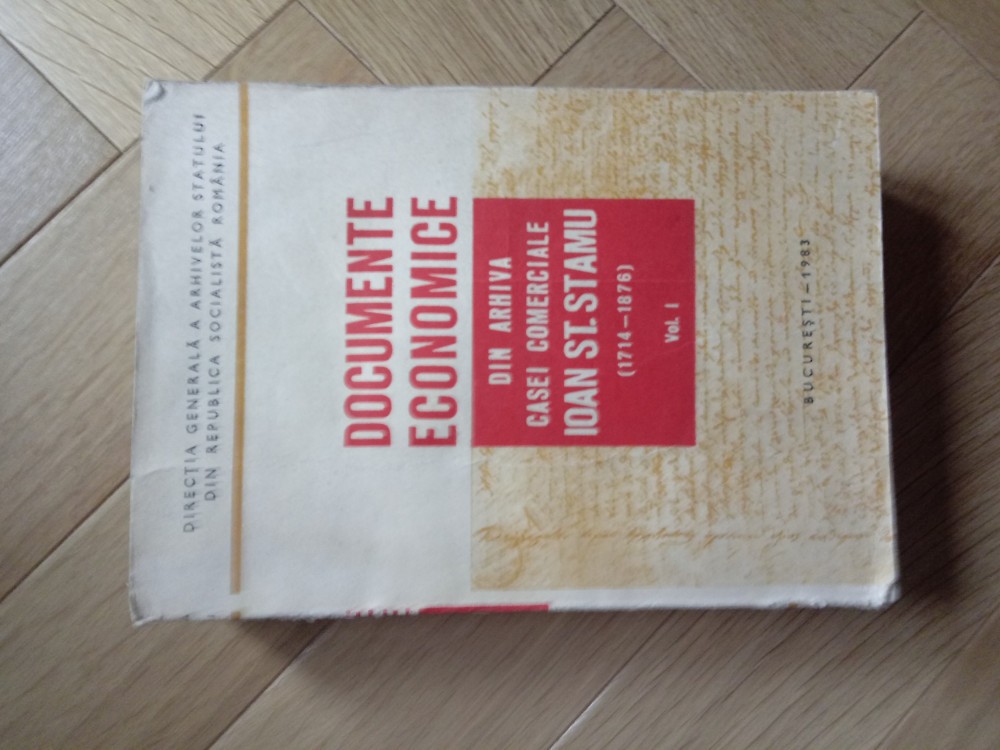 DIRECȚIA GENERALĂ A ARHIVELOR STATULUI
DIN REPUBLICA SOCIALISTĂ ROMÂNIA
DOCUMENTE
ECONOMICE
DIN ARHIVA
CASEI COMERCIALE
IOAN ST. STAMU
(1714—1876)
Vol. I
BUCUREȘTI — 1983